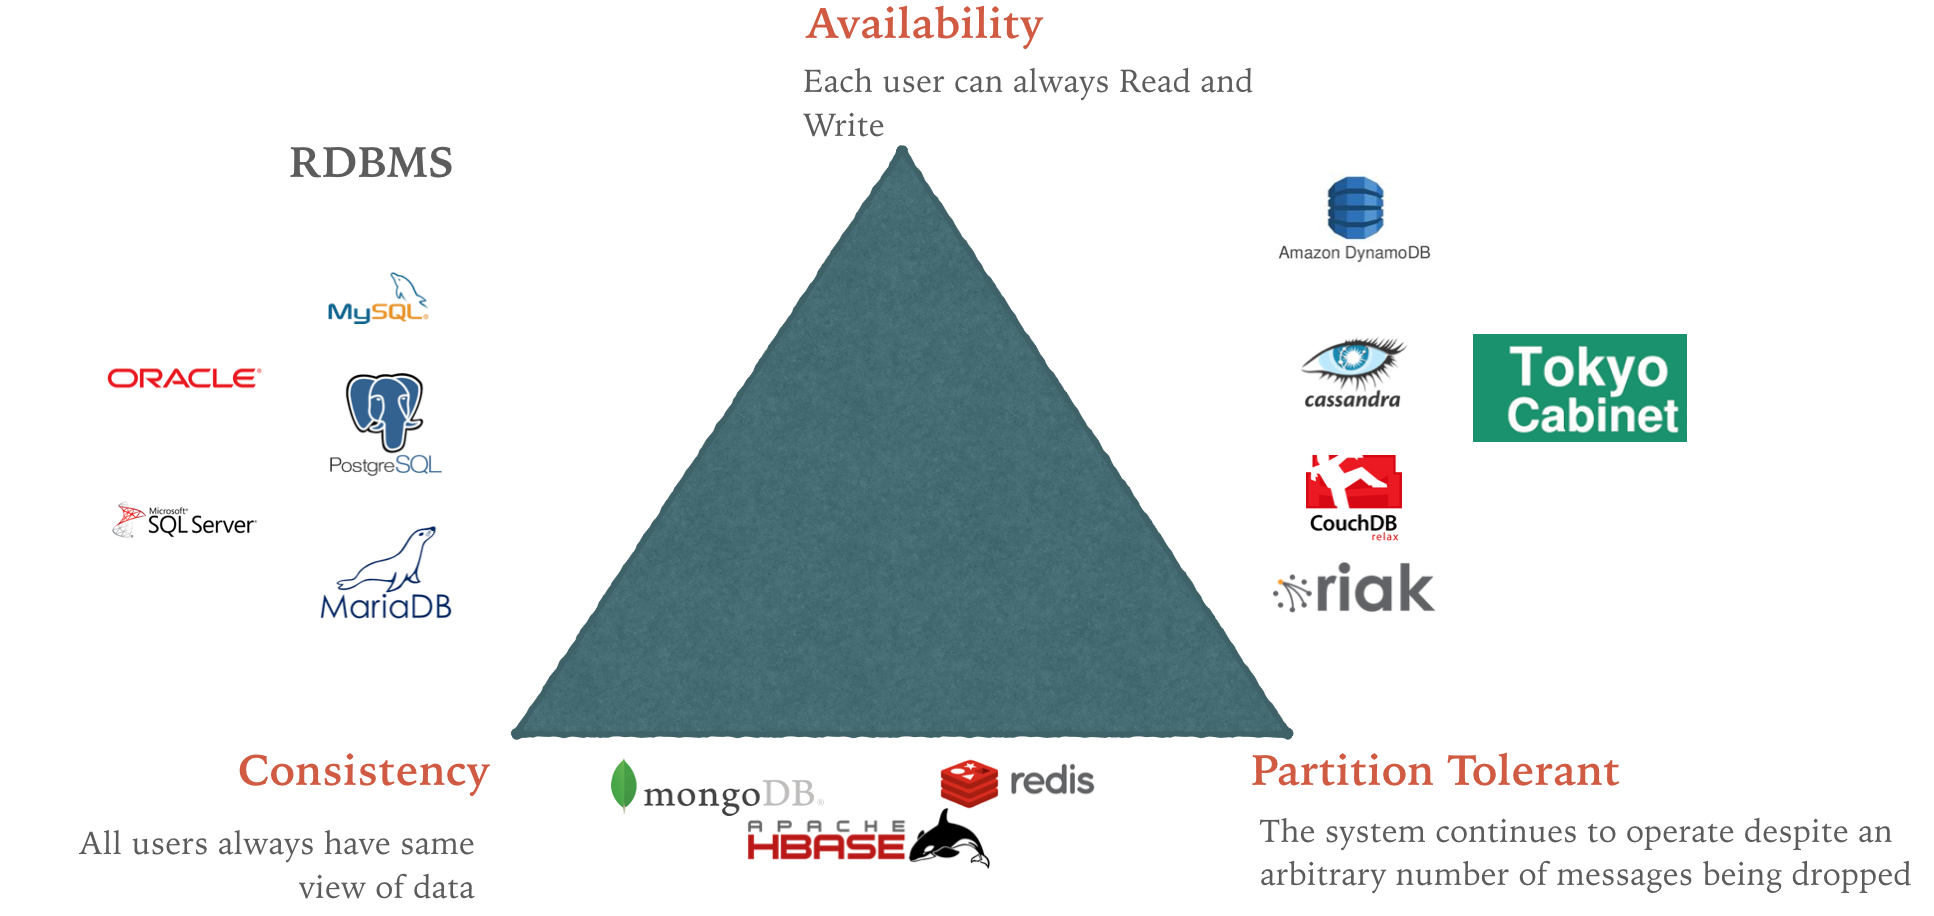 Availability
Each user can always Read and
Write
RDBMS
MySQL®
ORACLE®
PostgreSQL
Microsoft®
SQL Server®
MariaDB
Amazon DynamoDB
cassandra
Tokyo
Cabinet
CouchDB
relax
riak
Consistency
All users always have same
view of data
mongoDB®
redis
APACHE
HBASE
Partition Tolerant
The system continues to operate despite an
arbitrary number of messages being dropped